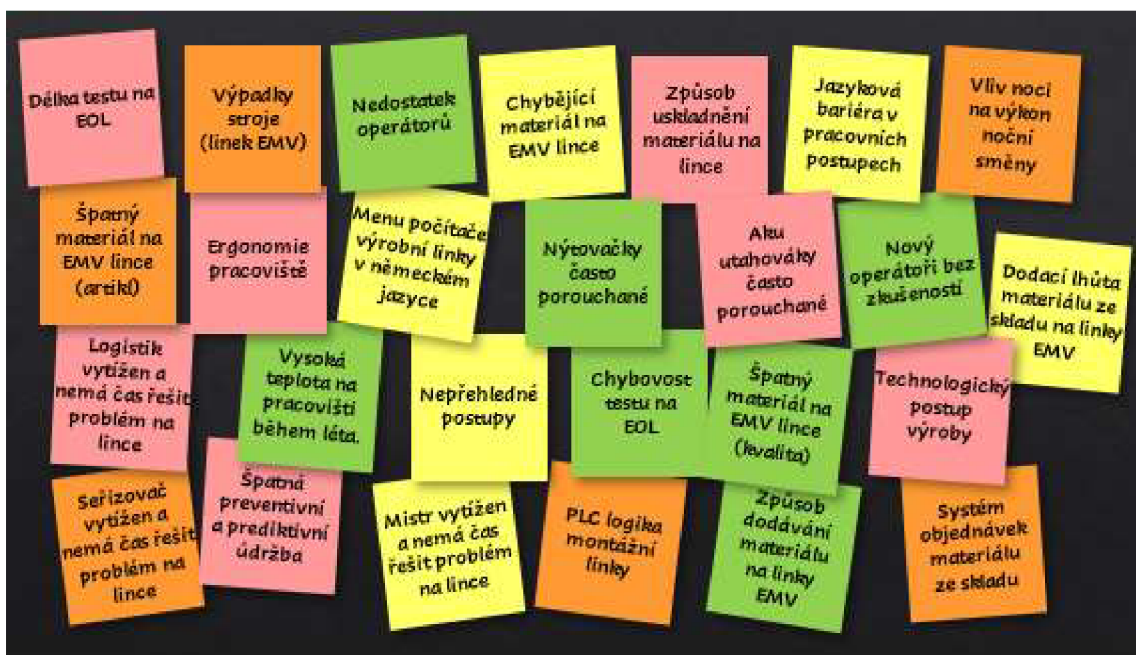 Délka testu na
EOL
Výpadky
stroje
(linek EMV)
Nedostatek
operátorů
Chybějící
materiál na
EMV lince
Způsob
uskladnění
materiálu na
lince
Jazyková
bariéra v
pracovních
postupech
Vliv noci
na výkon
noční
směny
Špatný
materiál na
EMV lince
(artikl)
Ergonomie
pracoviště
Menu počítače
výrobní linky
v německém
jazyce
Nýtovačky
často
porouchané
Aku
utahováky
často
porouchané
Nový
operátoři bez
zkušeností
Dodací lhůta
materiálu ze
skladu na linky
EMV
Logistik
vytížen a
nemá čas řešit
problém na
lince
Vysoká
teplota na
pracovišti
během léta.
Nepřehledné
postupy
Chybovost
testu na
EOL
Špatný
materiál na
EMV lince
(kvalita)
Technologický
postup
výroby
Seřizovač
vytížen a
nemá čas řešit
problém na
lince
Špatná
preventivní
a prediktivní
údržba
Mistr vytížen
a nemá čas
řešit problém
na lince
PLC logika
montážní
linky
Způsob
dodávání
materiálu
na linky
EMV
Systém
objednávek
materiálu
ze skladu